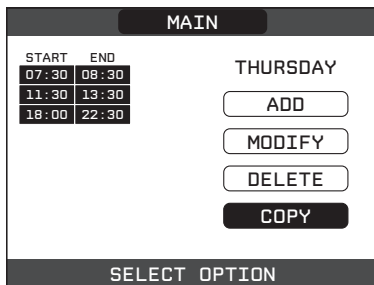 MAIN
START END
07:30 08:30
11:30 13:30
18:00 22:30
THURSDAY
ADD
MODIFY
DELETE
COPY
SELECT OPTION